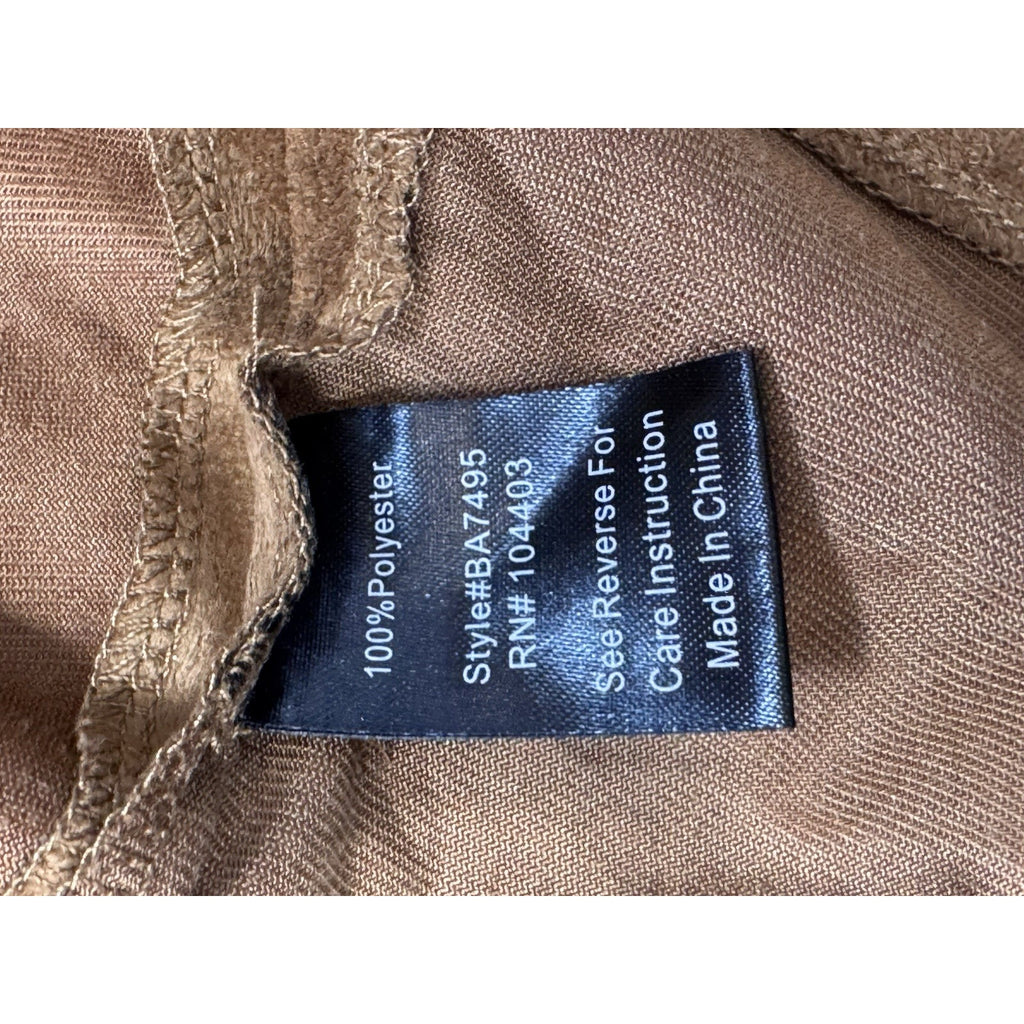 100%Polyester
Style#BA7495
RN# 104403
See Reverse For
Care Instruction
Made In China